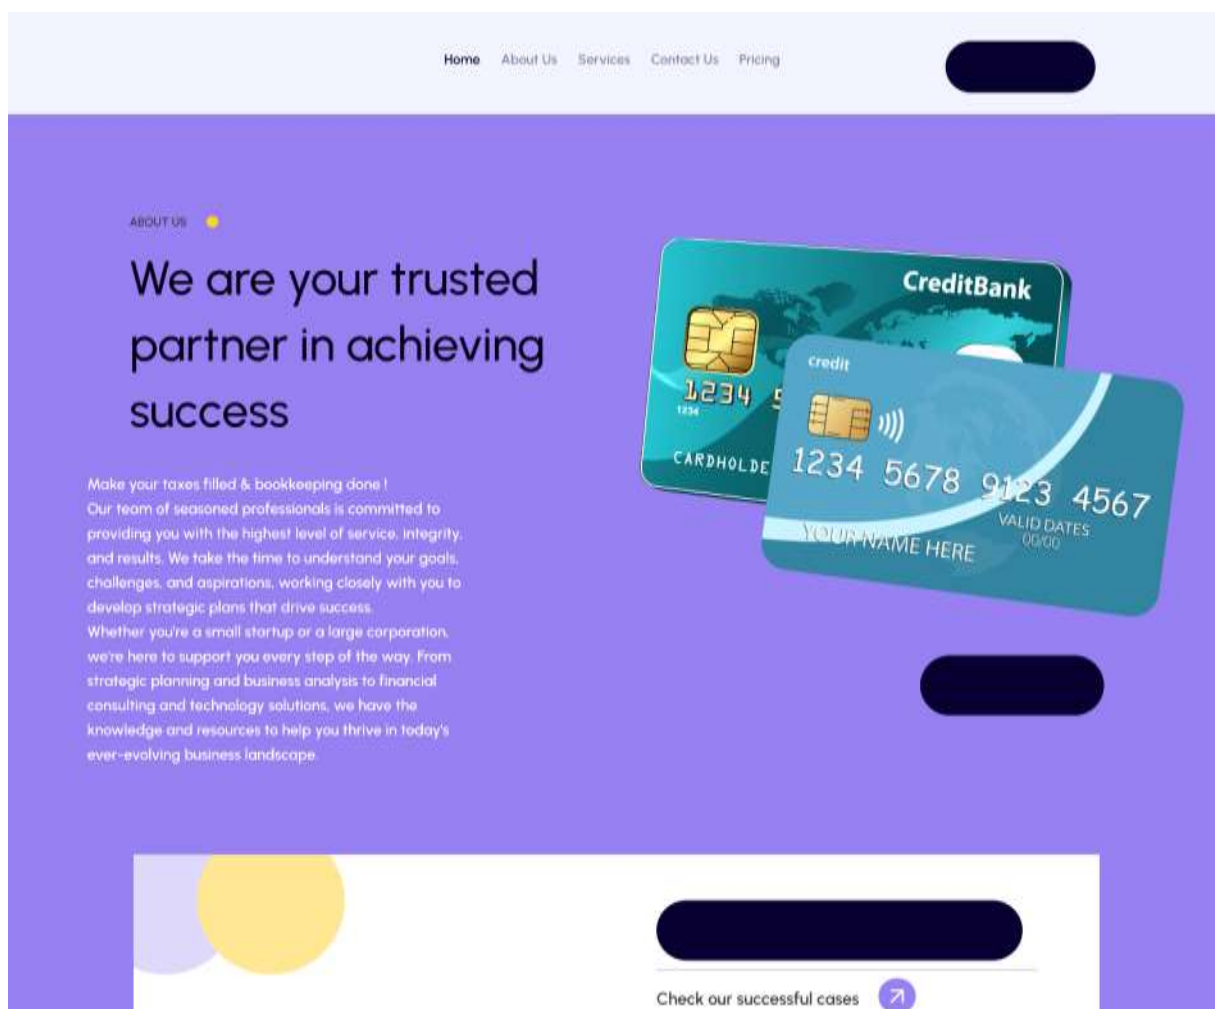 Home About Us Services Contact Us Pricing
ABOUT US
We are your trusted
partner in achieving
success
Make your taxes filled & bookkeeping done !
Our team of seasoned professionals is committed to
providing you with the highest level of service, integrity,
and results. We take the time to understand your goals,
challenges, and aspirations, working closely with you to
develop strategic plans that drive success.
Whether you're a small startup or a large corporation,
we're here to support you every step of the way. From
strategic planning and business analysis to financial
consulting and technology solutions, we have the
knowledge and resources to help you thrive in today's
ever-evolving business landscape.
CreditBank
1234 5
1234
CARDHOLDE
credit
1234 5678 9123 4567
VALID DATES
00/00
YOUR NAME HERE
Check our successful cases